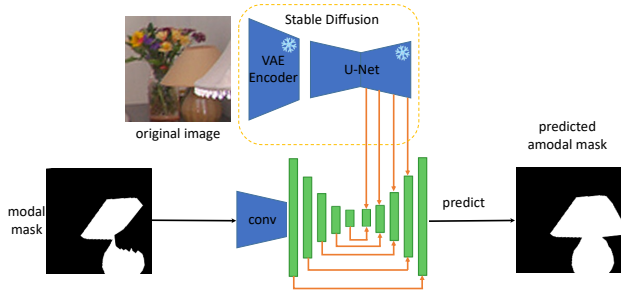 Stable Diffusion
VAE
Encoder
U-Net
original image
predicted
amodal mask
modal
mask
conv
predict